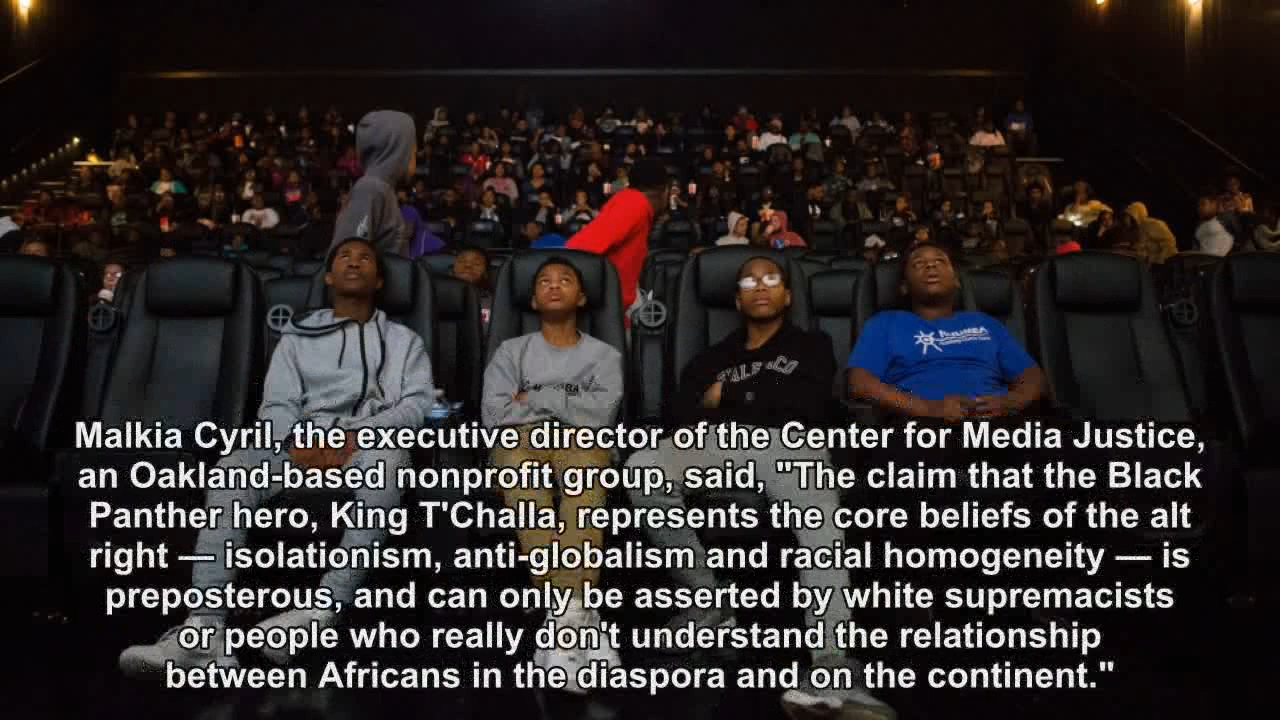 Malkia Cyril, the executive director of the Center for Media Justice,
an Oakland-based nonprofit group, said, "The claim that the Black
Panther hero, King T'Challa, represents the core beliefs of the alt
right — isolationism, anti-globalism and racial homogeneity — is
preposterous, and can only be asserted by white supremacists
or people who really don't understand the relationship
between Africans in the diaspora and on the continent."